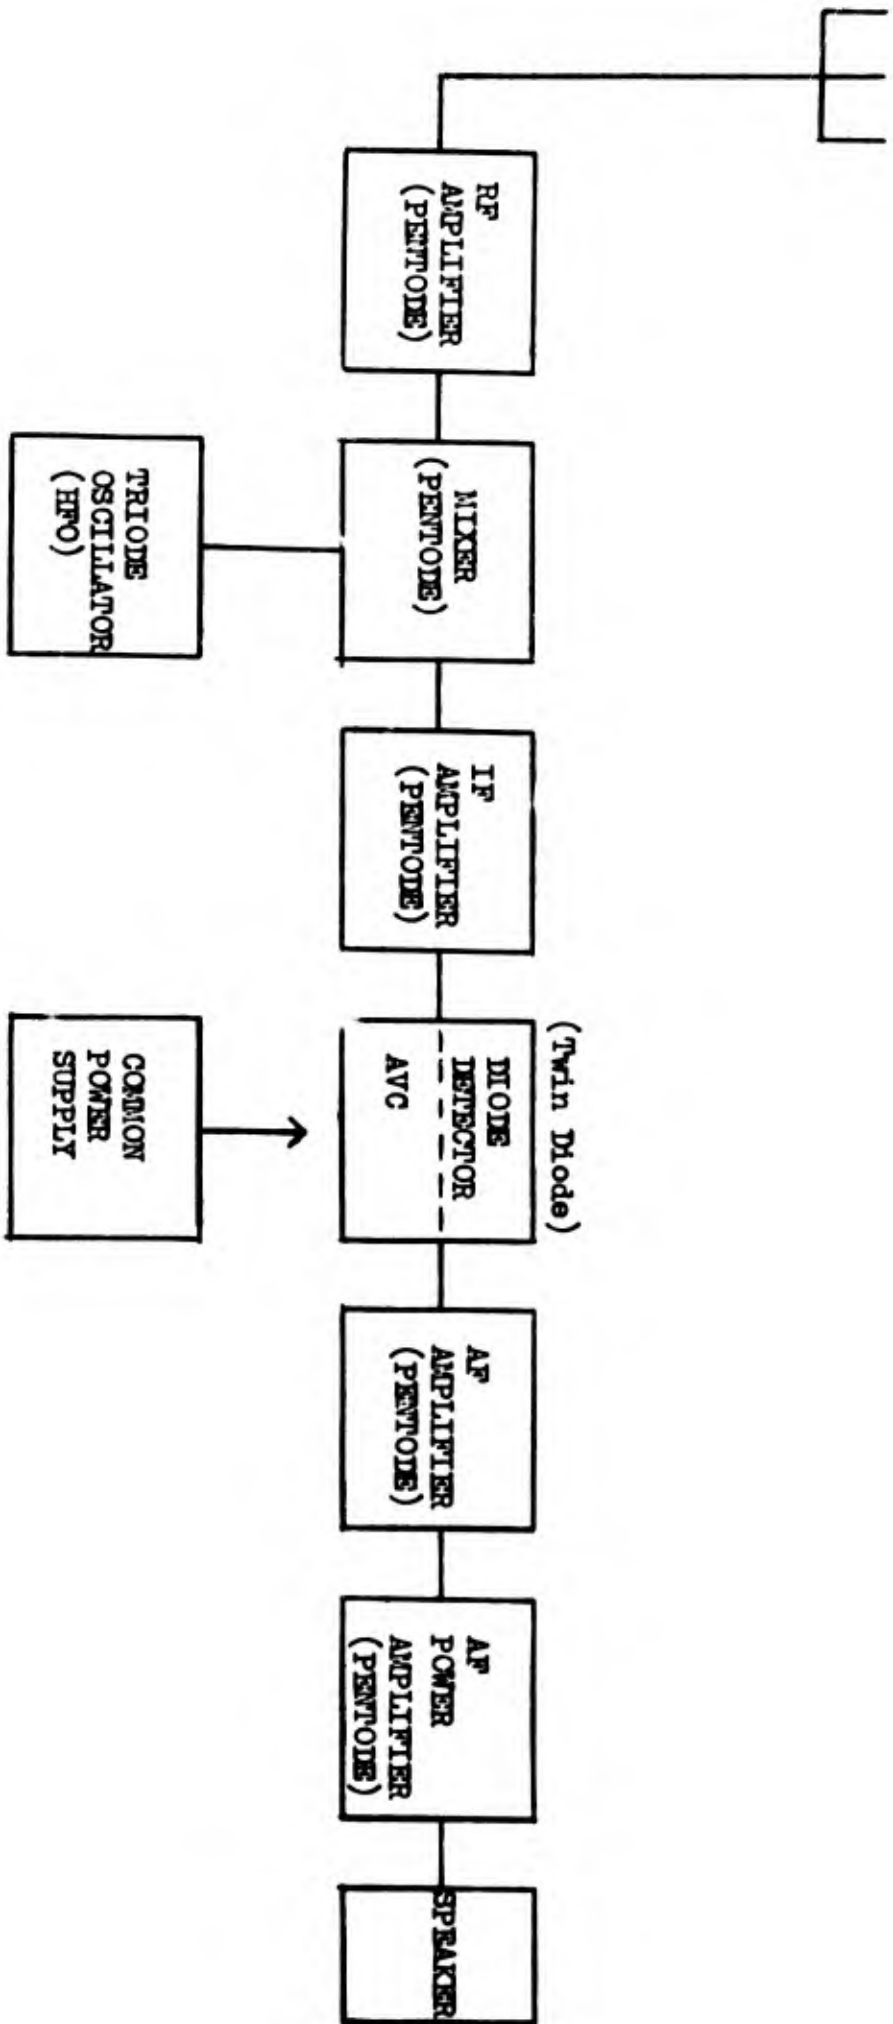 RF
AMPLIFIER
(PENTODE)
MIXER
(PENTODE)
IF
AMPLIFIER
(PENTODE)
(Twin Diode)
DIODE
DETECTOR
AVC
AF
AMPLIFIER
(PENTODE)
AF
POWER
AMPLIFIER
(PENTODE)
SPEAKER
TRIODE
OSCILLATOR
(HFO)
COMMON
POWER
SUPPLY